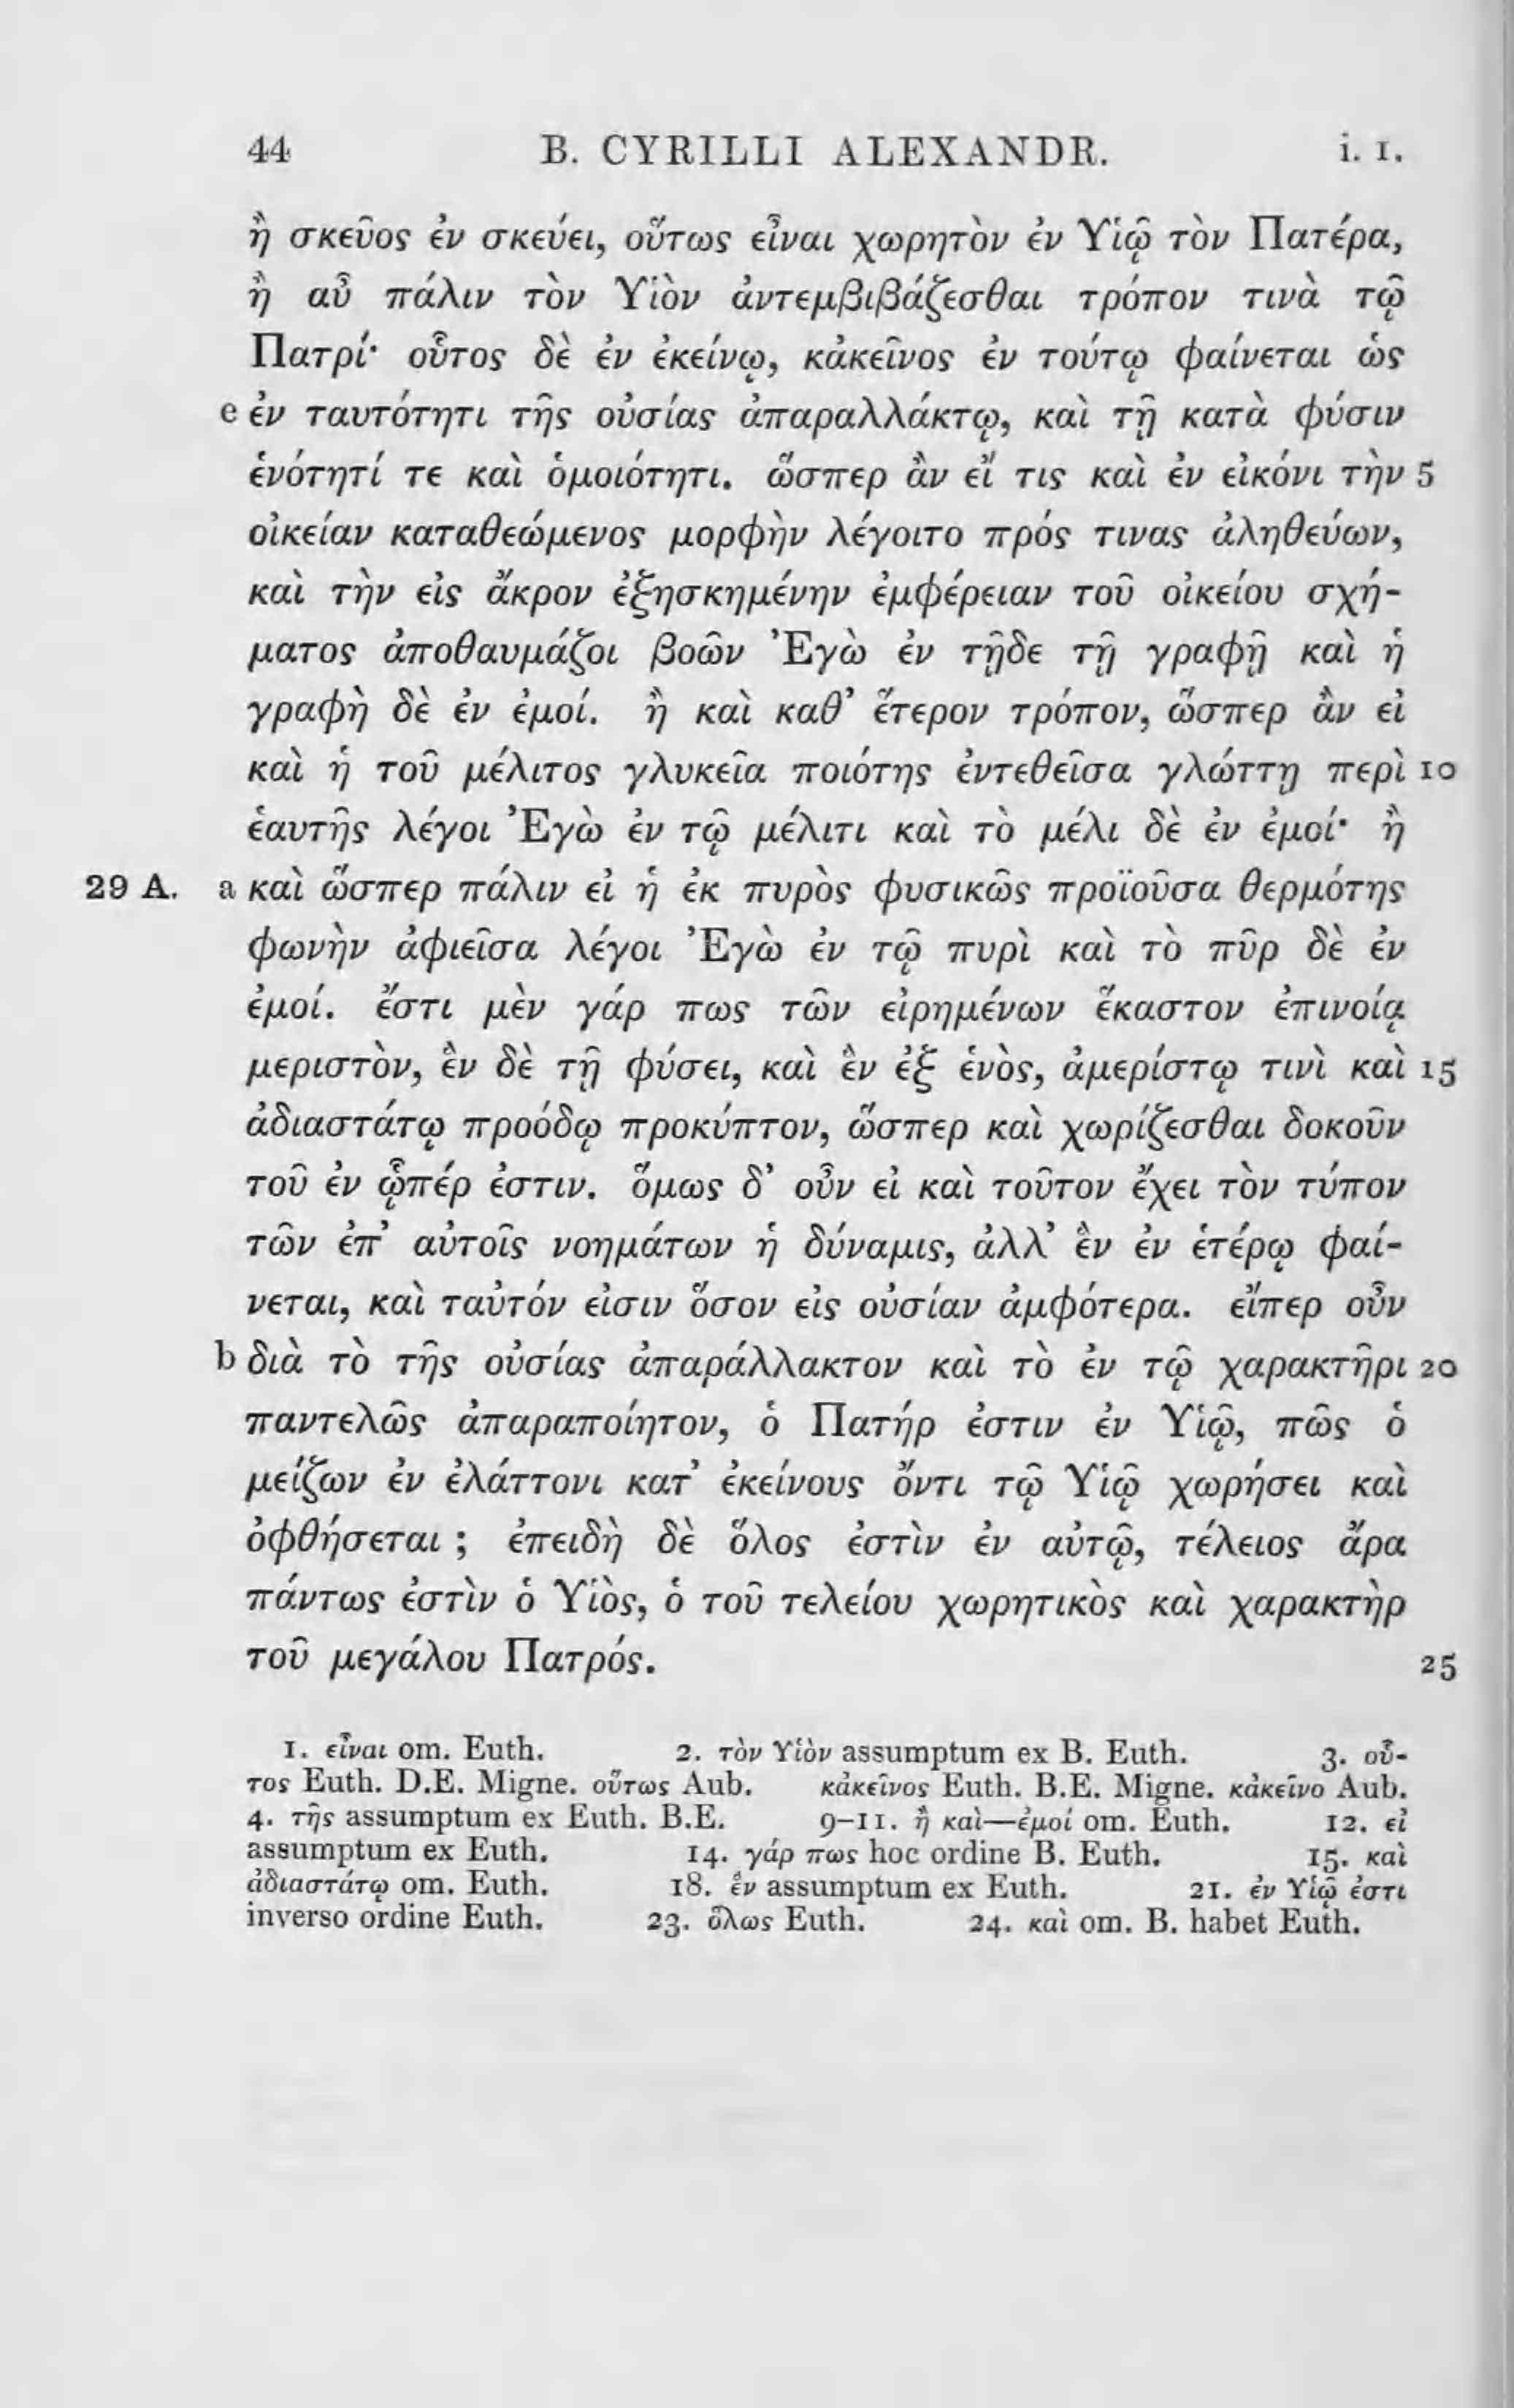 44 B. CYRILLI ALEXANDR. i. 1.
ἢ σκεῦος ἐν σκεύει, οὕτως εἶναι χωρητὸν ἐν Υἱῷ τὸν Πατέρα,
ἢ αὖ πάλιν τὸν Υἱὸν ἀντεμβιβάζεσθαι τρόπον τινὰ τῷ
Πατρί· οὗτος δὲ ἐν ἐκείνῳ, κἀκεῖνος ἐν τούτῳ φαίνεται ὡς
e ἐν ταυτότητι τῆς οὐσίας ἀπαραλλάκτῳ, καὶ τῇ κατὰ φύσιν
ἑνότητί τε καὶ ὁμοιότητι. ὥσπερ ἂν εἴ τις καὶ ἐν εἰκόνι τὴν 5
οἰκείαν καταθεώμενος μορφὴν λέγοιτο πρός τινας ἀληθεύων,
καὶ τὴν εἰς ἄκρον ἐξησκημένην ἐμφέρειαν τοῦ οἰκείου σχή-
ματος ἀποθαυμάζοι βοῶν Ἐγὼ ἐν τῇδε τῇ γραφῇ καὶ ἡ
γραφὴ δὲ ἐν ἐμοί. ἢ καὶ καθ’ ἕτερον τρόπον, ὥσπερ ἂν εἰ
καὶ ἡ τοῦ μέλιτος γλυκεῖα ποιότης ἐντεθεῖσα γλώττῃ περὶ 10
ἑαυτῆς λέγοι Ἐγὼ ἐν τῷ μέλιτι καὶ τὸ μέλι δὲ ἐν ἐμοί· ἢ
29 A. a καὶ ὥσπερ πάλιν εἰ ἡ ἐκ πυρὸς φυσικῶς προϊοῦσα θερμότης
φωνὴν ἀφιεῖσα λέγοι Ἐγὼ ἐν τῷ πυρὶ καὶ τὸ πῦρ δὲ ἐν
ἐμοί. ἔστι μὲν γάρ πως τῶν εἰρημένων ἕκαστον ἐπινοίᾳ
μεριστὸν, ἓν δὲ τῇ φύσει, καὶ ἓν ἐξ ἑνὸς, ἀμερίστῳ τινὶ καὶ 15
ἀδιαστάτῳ προόδῳ προκύπτον, ὥσπερ καὶ χωρίζεσθαι δοκοῦν
τοῦ ἐν ᾧπέρ ἐστιν. ὅμως δ’ οὖν εἰ καὶ τοῦτον ἔχει τὸν τύπον
τῶν ἐπ’ αὐτοῖς νοημάτων ἡ δύναμις, ἀλλ’ ἓν ἐν ἑτέρῳ φαί-
νεται, καὶ ταὐτόν εἰσιν ὅσον εἰς οὐσίαν ἀμφότερα. εἴπερ οὖν
b διὰ τὸ τῆς οὐσίας ἀπαράλλακτον καὶ τὸ ἐν τῷ χαρακτῆρι 20
παντελῶς ἀπαραποίητον, ὁ Πατήρ ἐστιν ἐν Υἱῷ, πῶς ὁ
μείζων ἐν ἐλάττονι κατ’ ἐκείνους ὄντι τῷ Υἱῷ χωρήσει καὶ
ὀφθήσεται ; ἐπειδὴ δὲ ὅλος ἐστὶν ἐν αὐτῷ, τέλειος ἄρα
πάντως ἐστὶν ὁ Υἱὸς, ὁ τοῦ τελείου χωρητικὸς καὶ χαρακτὴρ
τοῦ μεγάλου Πατρός. 25
1. εἶναι om. Euth. 2. τὸν Υἱὸν assumptum ex B. Euth. 3. οὗ-
τος Euth. D.E. Migne. οὕτως Aub. κἀκεῖνος Euth. B.E. Migne. κἀκεῖνο Aub.
4. τῆς assumptum ex Euth. B.E. 9–11. ἢ καὶ—ἐμοί om. Euth. 12. εἰ
assumptum ex Euth. 14. γάρ πως hoc ordine B. Euth. 15. καὶ
ἀδιαστάτῳ om. Euth. 18. ἓν assumptum ex Euth. 21. ἐν Υἱῷ ἐστι
inverso ordine Euth. 23. ὅλως Euth. 24. καὶ om. B. habet Euth.